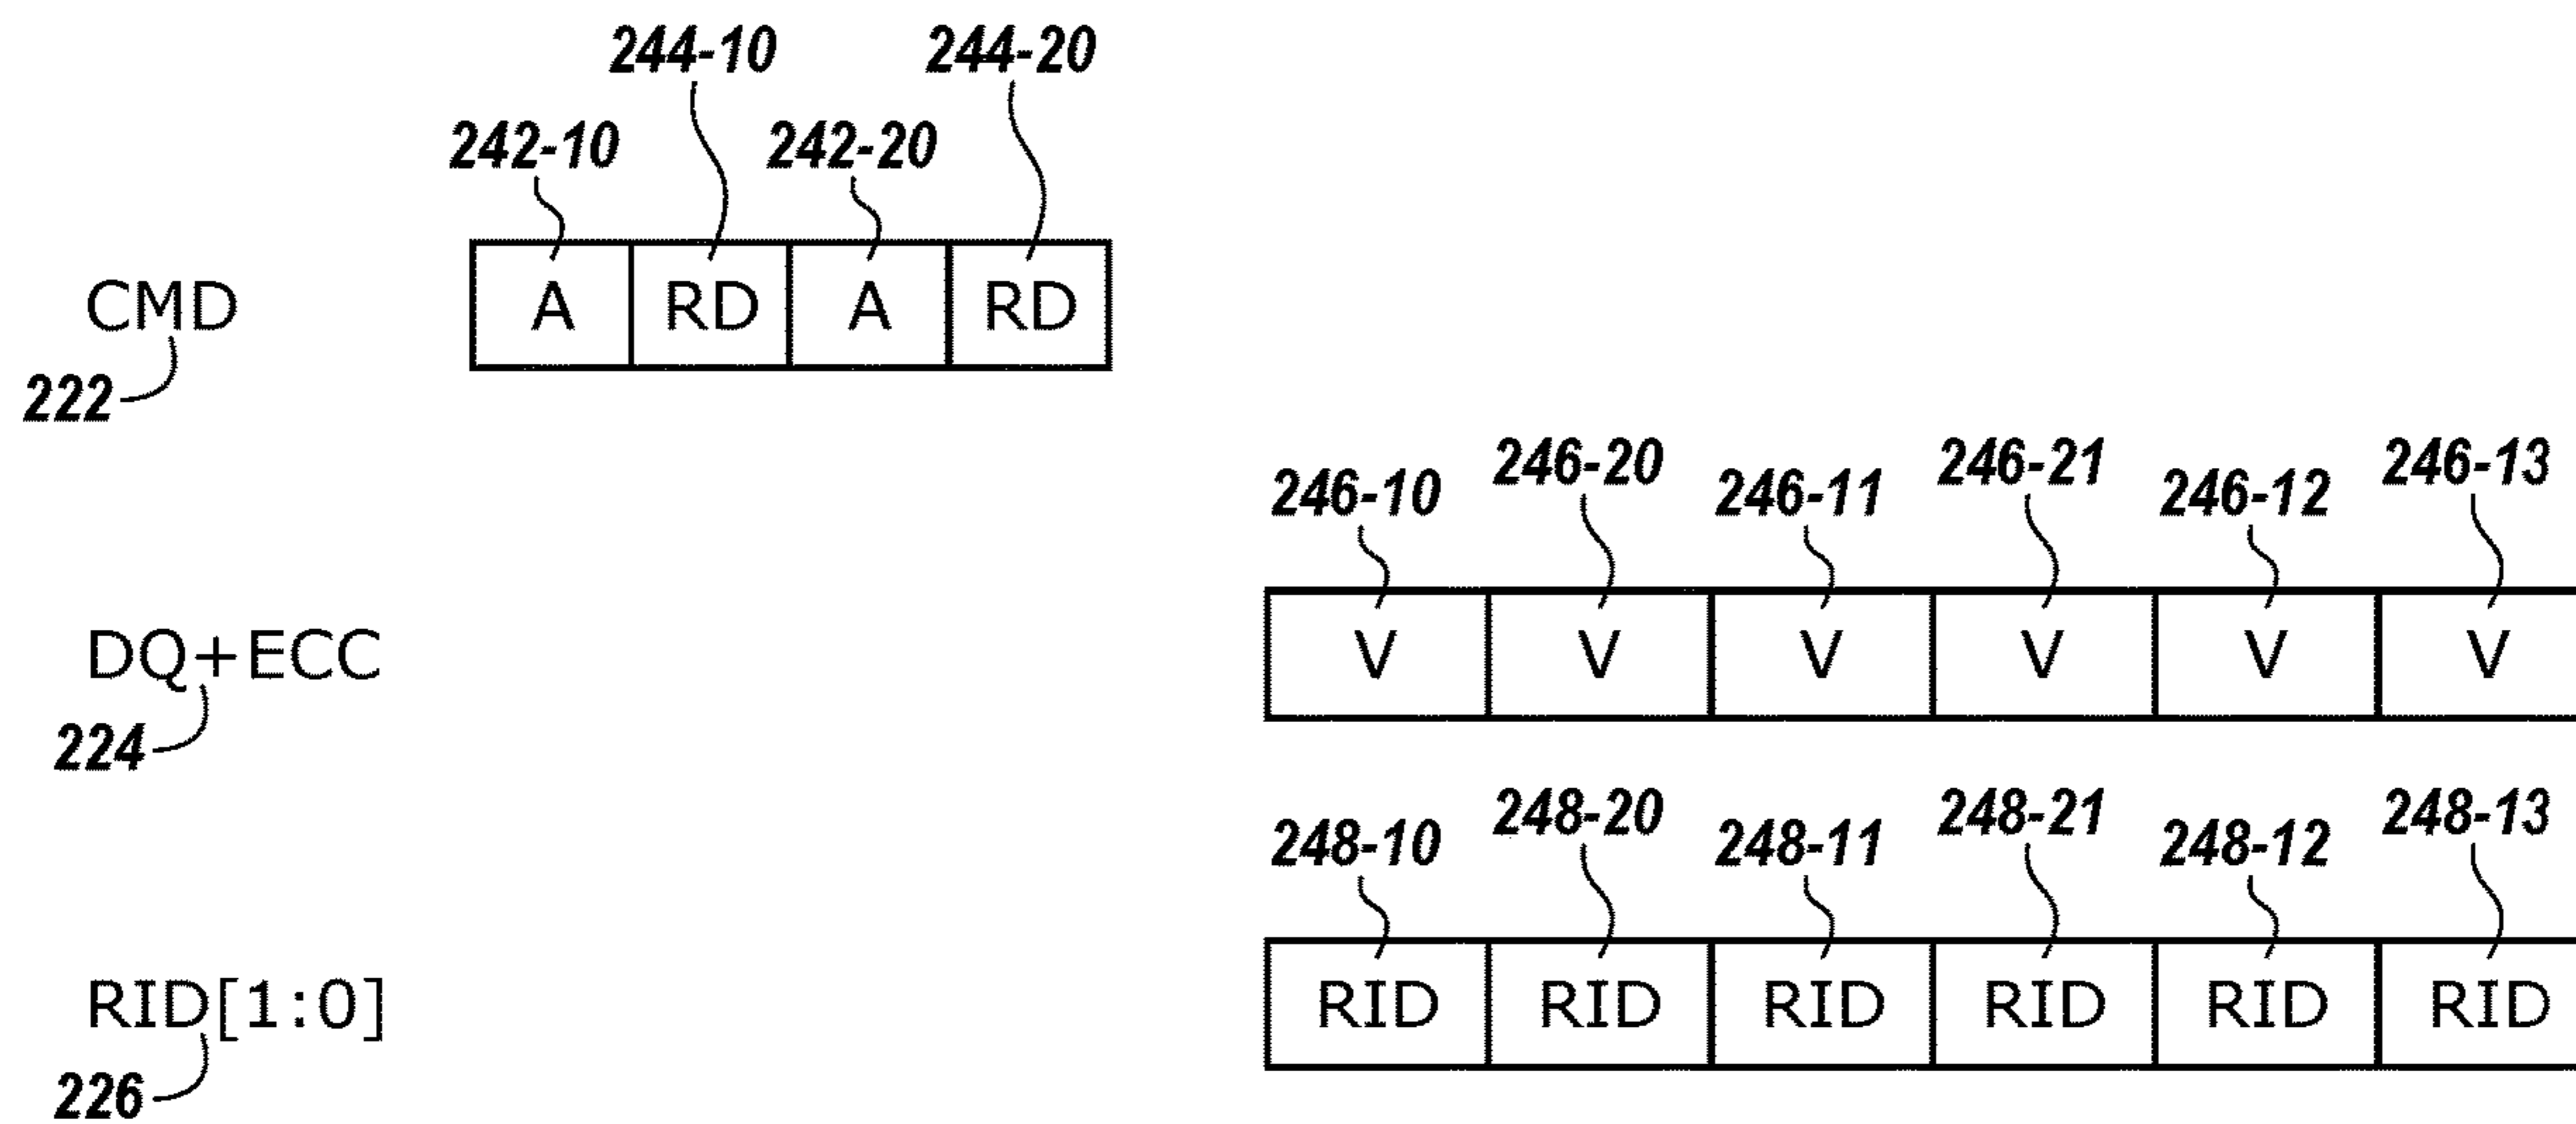 244-10 244-20
242-10 242-20
CMD A RD A RD
222
246-10 246-20 246-11 246-21 246-12 246-13
DQ+ECC V V V V V V
224
248-10 248-20 248-11 248-21 248-12 248-13
RID[1:0] RID RID RID RID RID RID
226